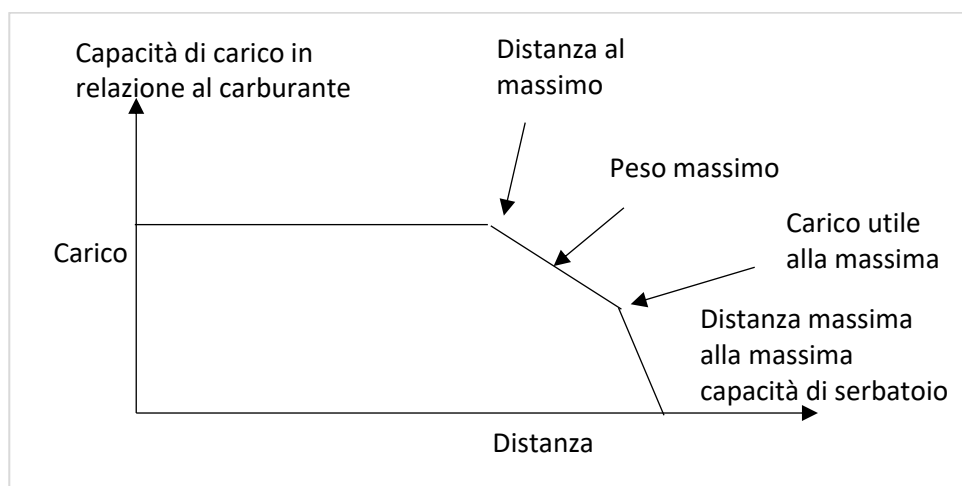 Capacità di carico in
relazione al carburante
Distanza al
massimo
Peso massimo
Carico utile
alla massima
Carico
Distanza massima
alla massima
capacità di serbatoio
Distanza